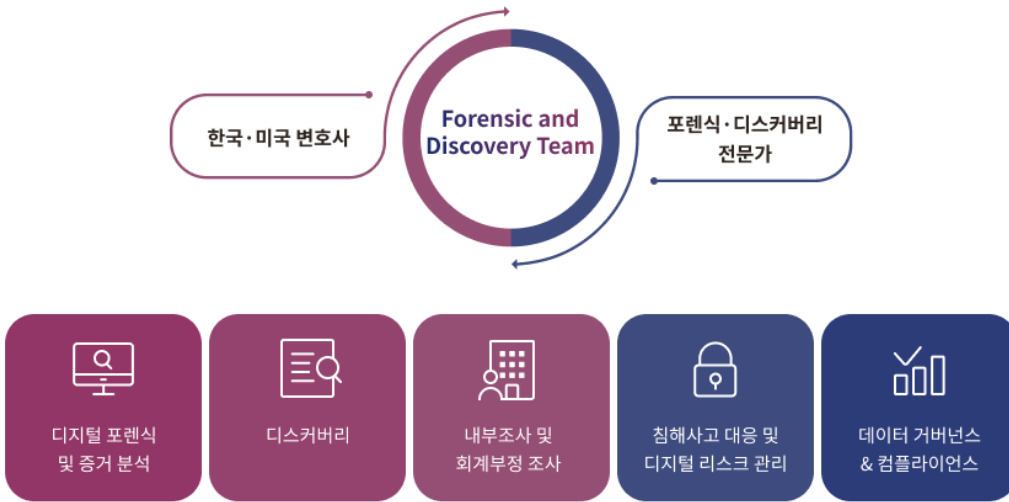 한국·미국 변호사
Forensic and
Discovery Team
포렌식·디스커버리
전문가
디지털 포렌식
및 증거 분석
디스커버리
내부조사 및
회계부정 조사
침해사고 대응 및
디지털 리스크 관리
데이터 거버넌스
& 컴플라이언스